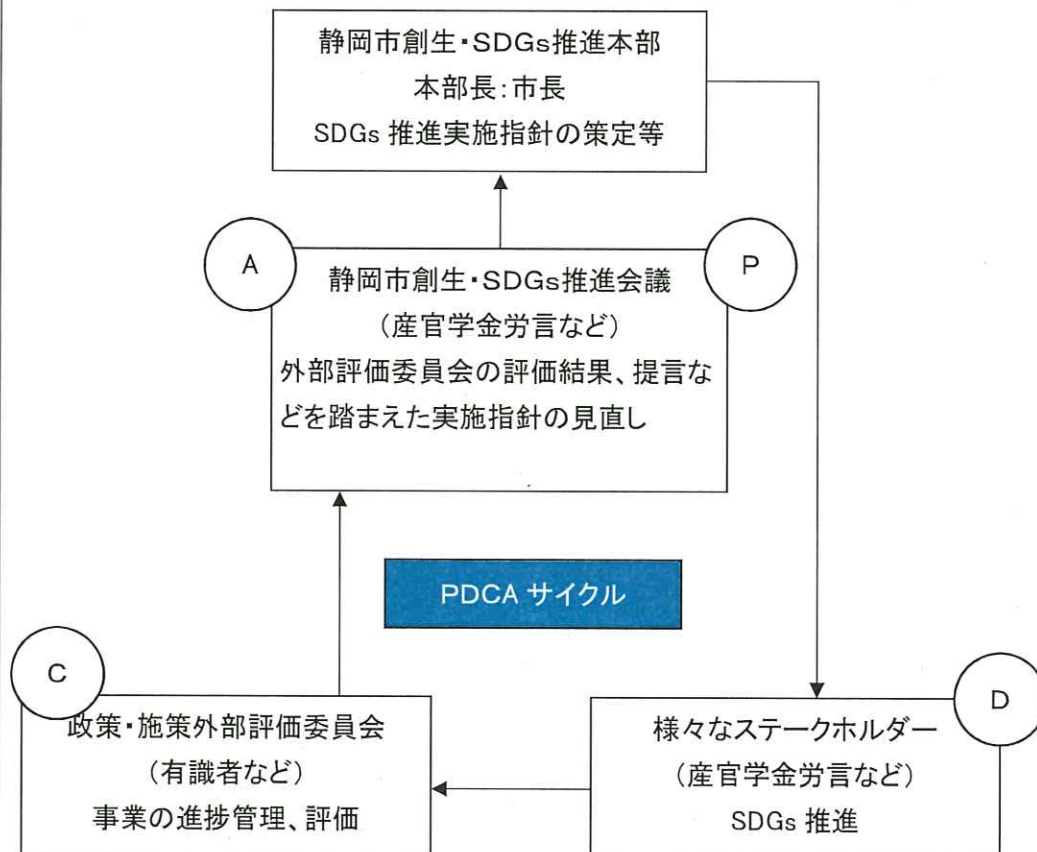 静岡市創生・SDGs推進本部
本部長:市長
SDGs 推進実施指針の策定等
A
P
静岡市創生・SDGs推進会議
(産官学金労言など)
外部評価委員会の評価結果、提言な
どを踏まえた実施指針の見直し
PDCA サイクル
C
政策・施策外部評価委員会
(有識者など)
事業の進捗管理、評価
D
様々なステークホルダー
(産官学金労言など)
SDGs 推進